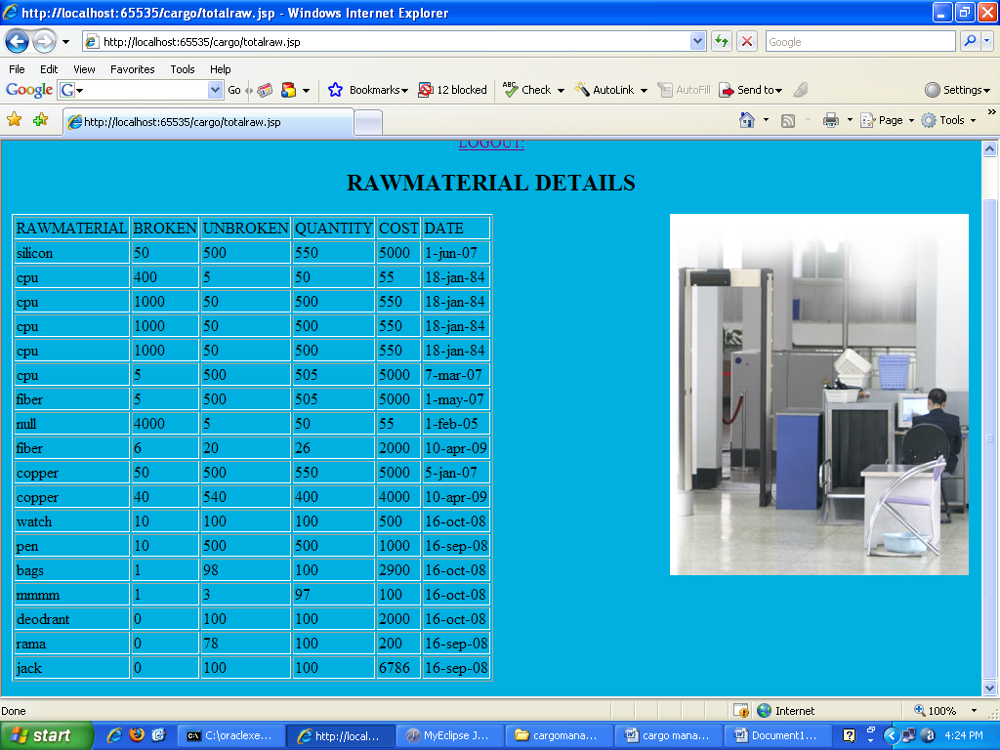 http://localhost:65535/cargo/totalraw.jsp - Windows Internet Explorer
http://localhost:65535/cargo/totalraw.jsp
Google
File Edit View Favorites Tools Help
Google G Go Bookmarks 12 blocked ABC Check AutoLink AutoFill Send to Settings
http://localhost:65535/cargo/totalraw.jsp Page Tools »
LOGOUT:
RAWMATERIAL DETAILS
RAWMATERIAL BROKEN UNBROKEN QUANTITY COST DATE
silicon 50 500 550 5000 1-jun-07
cpu 400 5 50 55 18-jan-84
cpu 1000 50 500 550 18-jan-84
cpu 1000 50 500 550 18-jan-84
cpu 1000 50 500 550 18-jan-84
cpu 5 500 505 5000 7-mar-07
fiber 5 500 505 5000 1-may-07
null 4000 5 50 55 1-feb-05
fiber 6 20 26 2000 10-apr-09
copper 50 500 550 5000 5-jan-07
copper 40 540 400 4000 10-apr-09
watch 10 100 100 500 16-oct-08
pen 10 500 500 1000 16-sep-08
bags 1 98 100 2900 16-oct-08
mmmm 1 3 97 100 16-oct-08
deodrant 0 100 100 2000 16-oct-08
rama 0 78 100 200 16-sep-08
jack 0 100 100 6786 16-sep-08
Done Internet 100%
start C:\oraclexe... http://local... MyEclipse J... cargomana... cargo mana... Document1... 4:24 PM